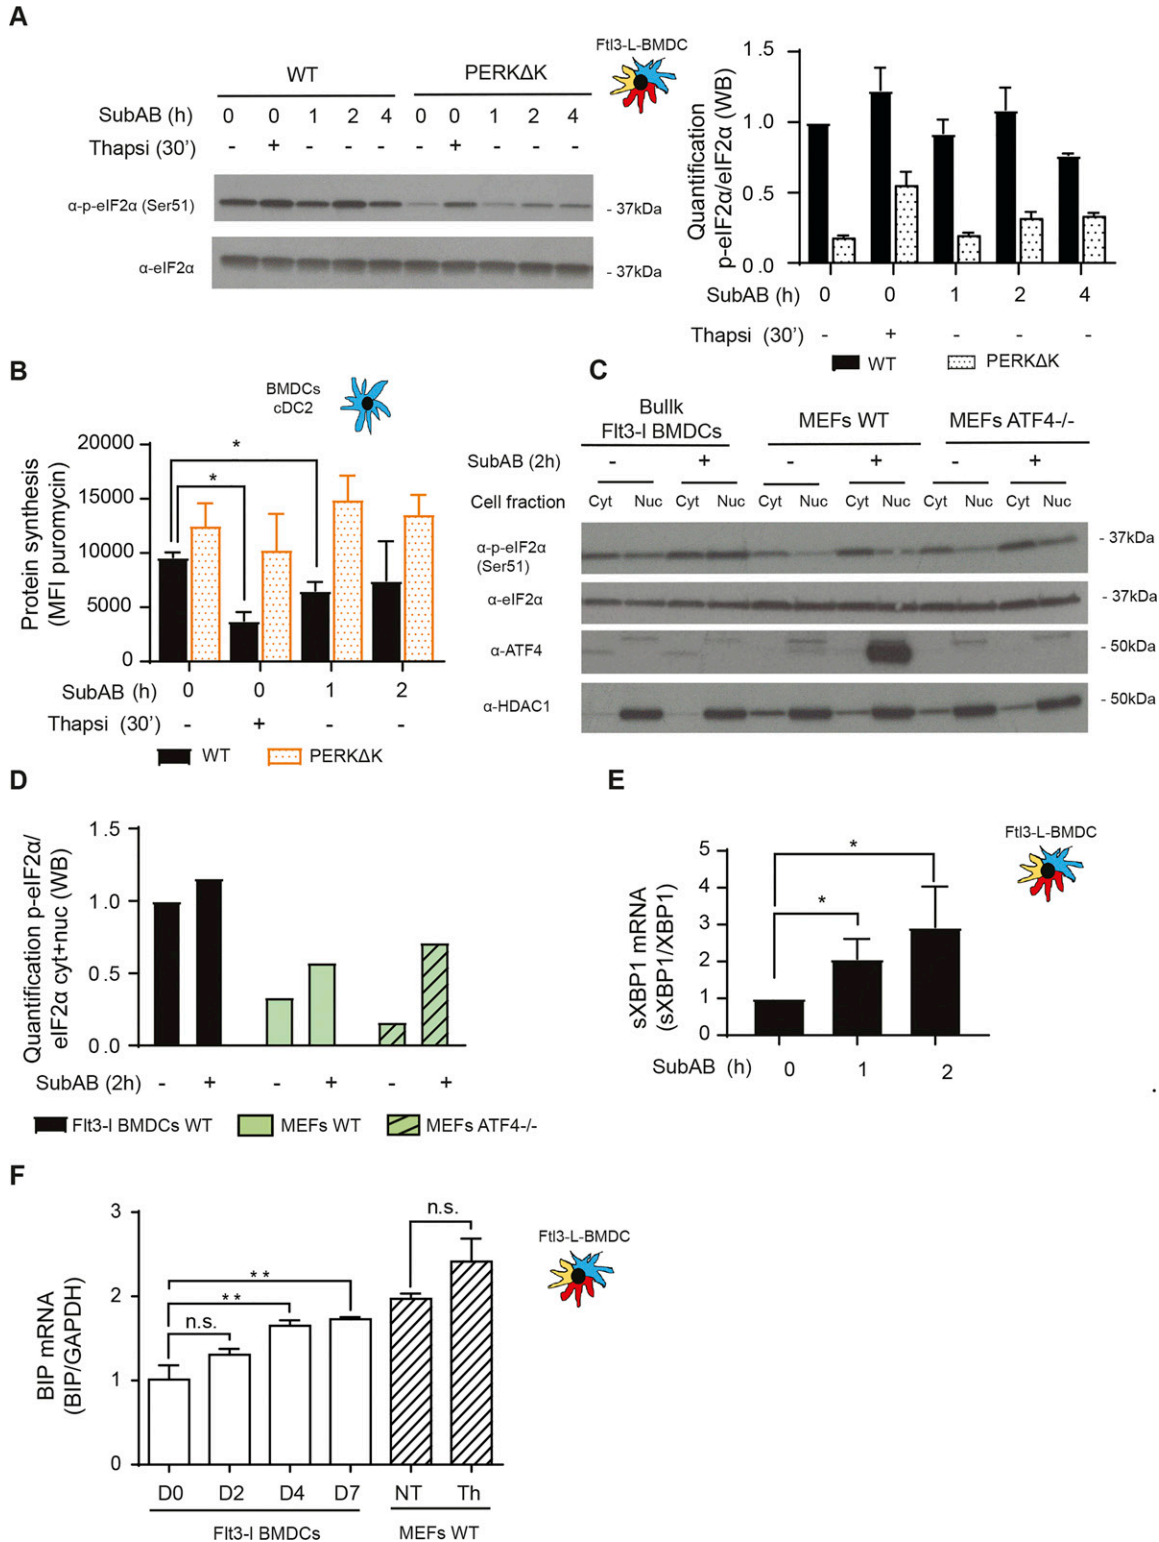 A
Ftl3-L-BMDC
WT PERKΔK
SubAB (h) 0 0 1 2 4 0 0 1 2 4
Thapsi (30') - + - - - - + - - -
α-p-eIF2α (Ser51) - 37kDa
α-eIF2α - 37kDa
Quantification
p-eIF2α/eIF2α (WB)
1.5
1.0
0.5
0.0
SubAB (h) 0 0 1 2 4
Thapsi (30') - + - - -
WT PERKΔK
B
BMDCs
cDC2
Protein synthesis
(MFI puromycin)
20000
15000
10000
5000
0
* *
SubAB (h) 0 0 1 2
Thapsi (30') - + - -
WT PERKΔK
C
Bullk
Flt3-l BMDCs MEFs WT MEFs ATF4-/-
SubAB (2h) - + - + - +
Cell fraction Cyt Nuc Cyt Nuc Cyt Nuc Cyt Nuc Cyt Nuc Cyt Nuc
α-p-eIF2α
(Ser51) - 37kDa
α-eIF2α - 37kDa
α-ATF4 - 50kDa
α-HDAC1 - 50kDa
D
Quantification p-eIF2α/
eIF2α cyt+nuc (WB)
1.5
1.0
0.5
0.0
SubAB (2h) - + - + - +
Flt3-l BMDCs WT MEFs WT MEFs ATF4-/-
E
Ftl3-L-BMDC
sXBP1 mRNA
(sXBP1/XBP1)
5
4
3
2
1
0
* *
SubAB (h) 0 1 2
.
F
Ftl3-L-BMDC
BIP mRNA
(BIP/GAPDH)
3
2
1
0
n.s.
* *
* *
n.s.
D0 D2 D4 D7 NT Th
Flt3-l BMDCs MEFs WT